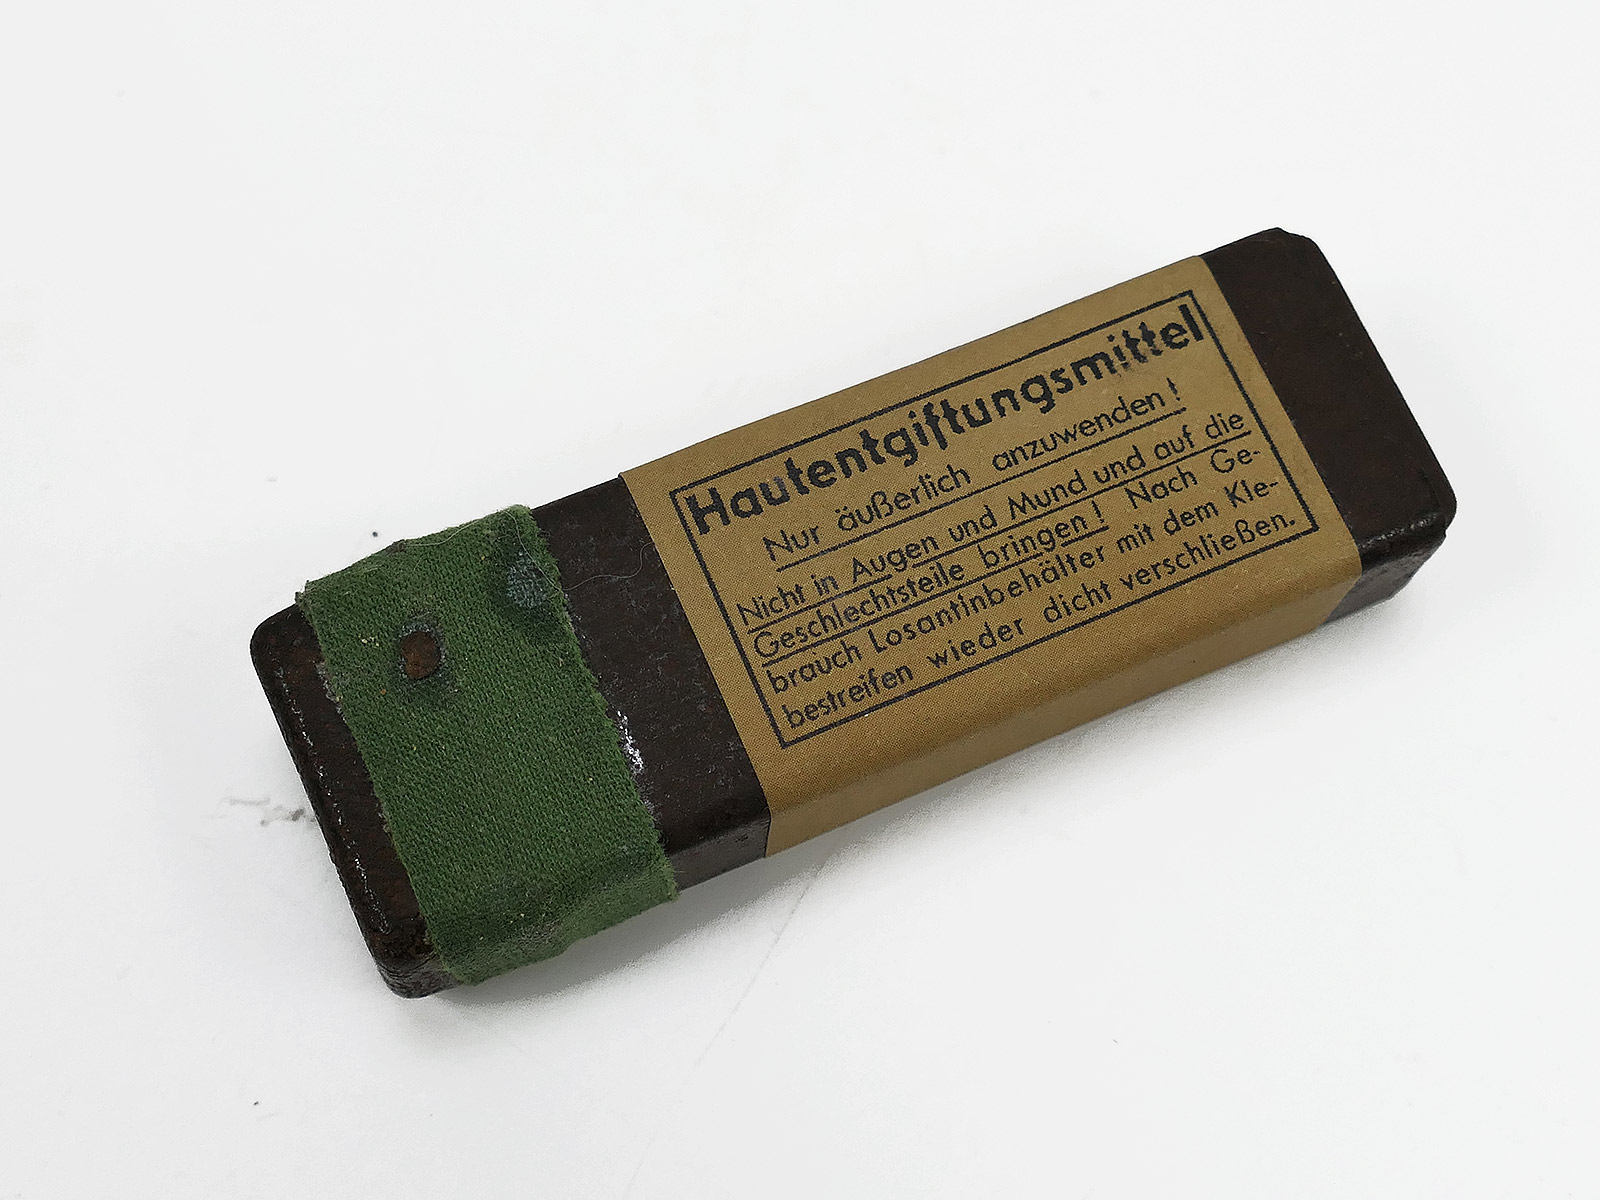 Hautentgiftungsmittel
Nur äußerlich anzuwenden!
Nicht in Augen und Mund und auf die
Geschlechtsteile bringen! Nach Ge-
brauch Losantinbehälter mit dem Kle-
bestreifen wieder dicht verschließen.